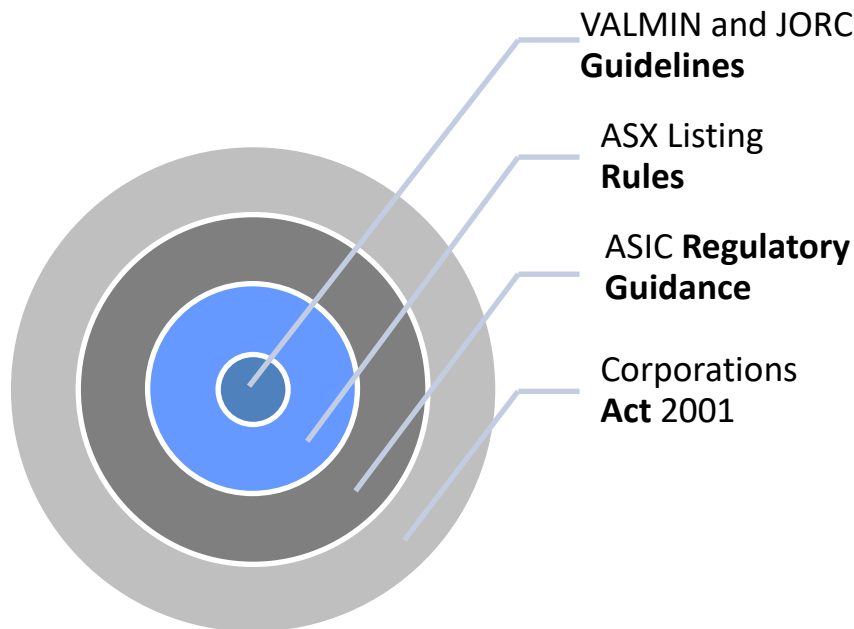 VALMIN and JORC
Guidelines
ASX Listing
Rules
ASIC Regulatory
Guidance
Corporations
Act 2001